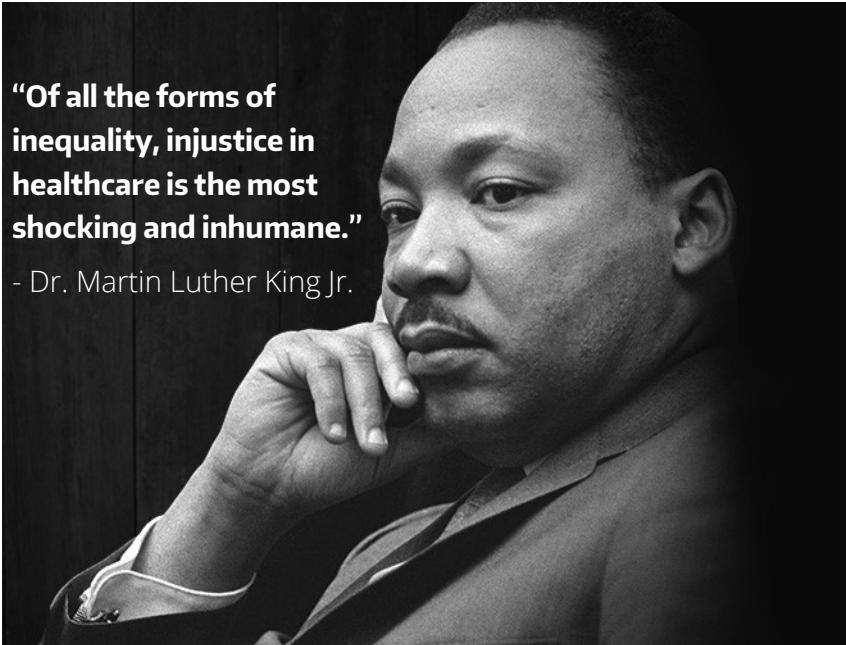 “Of all the forms of
inequality, injustice in
healthcare is the most
shocking and inhumane.”
- Dr. Martin Luther King Jr.